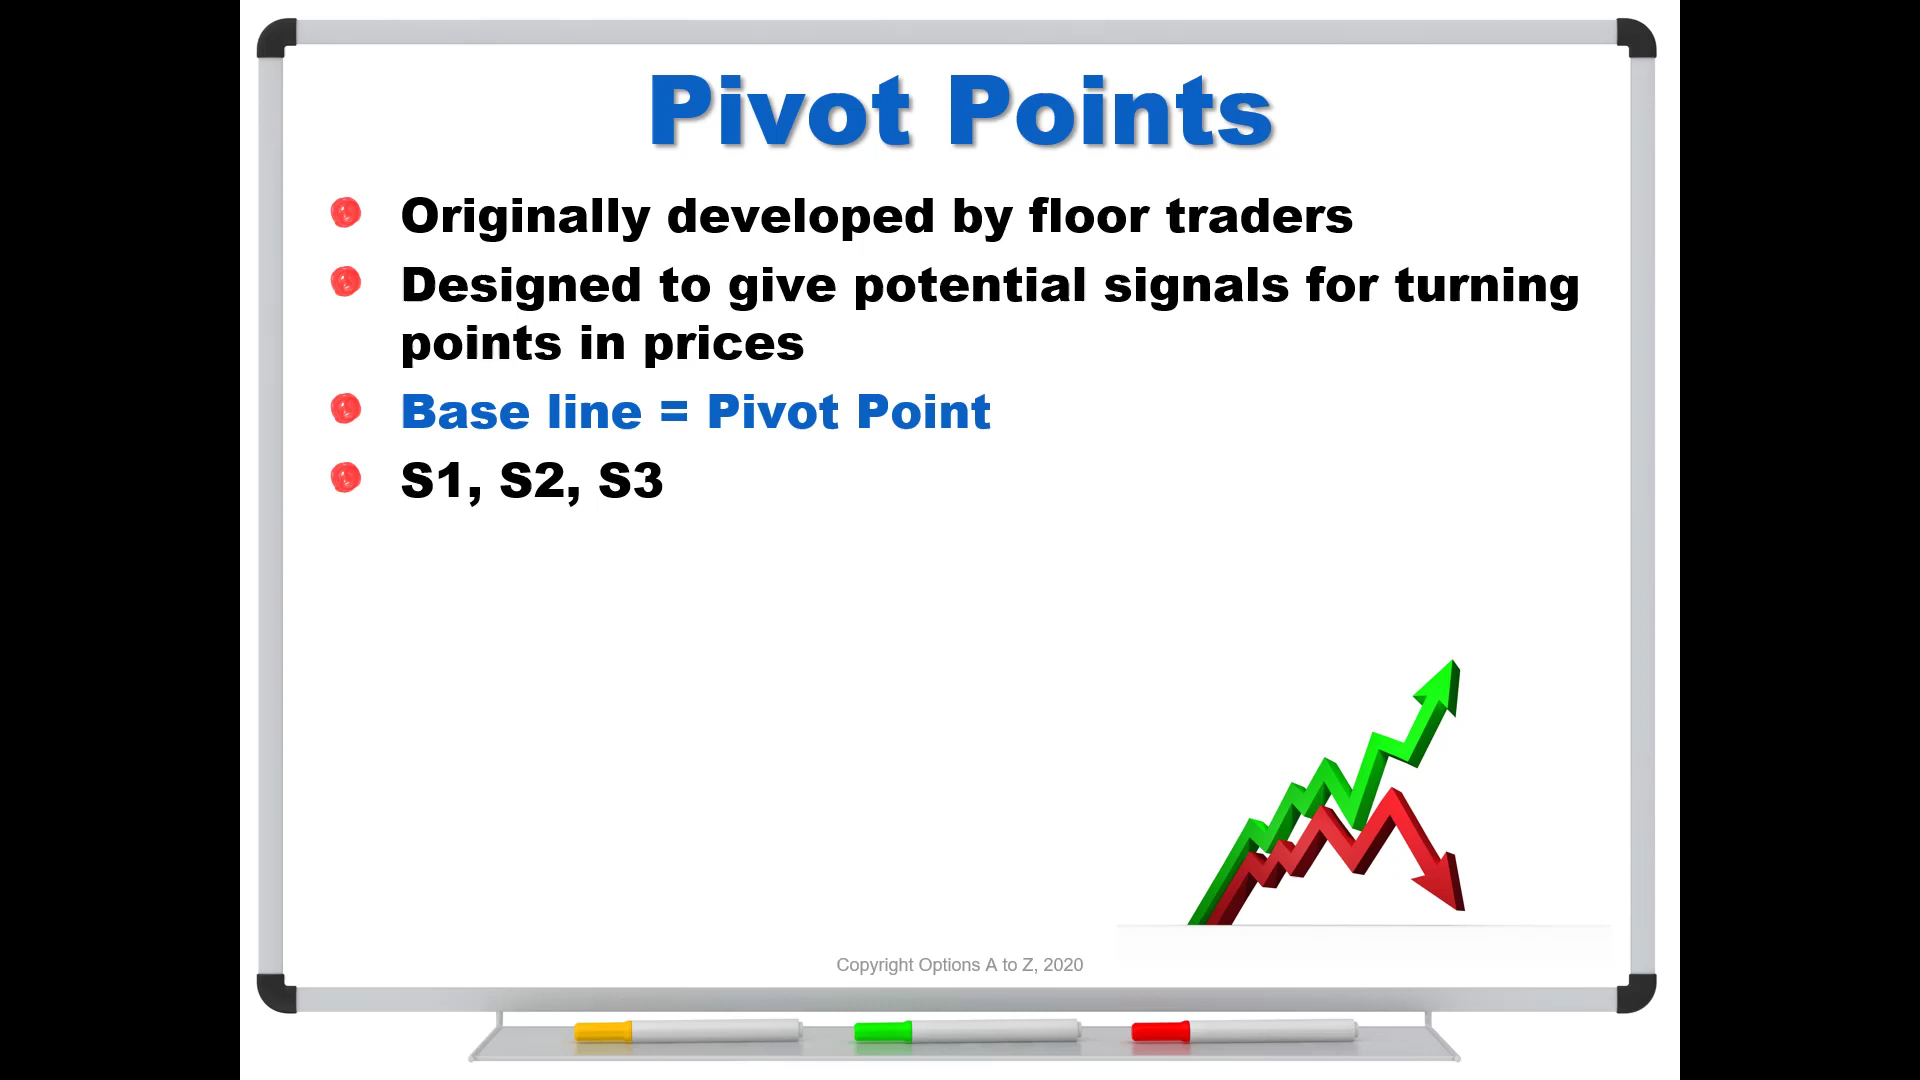 Pivot Points
Originally developed by floor traders
Designed to give potential signals for turning
points in prices
Base line = Pivot Point
S1, S2, S3
Copyright Options A to Z, 2020